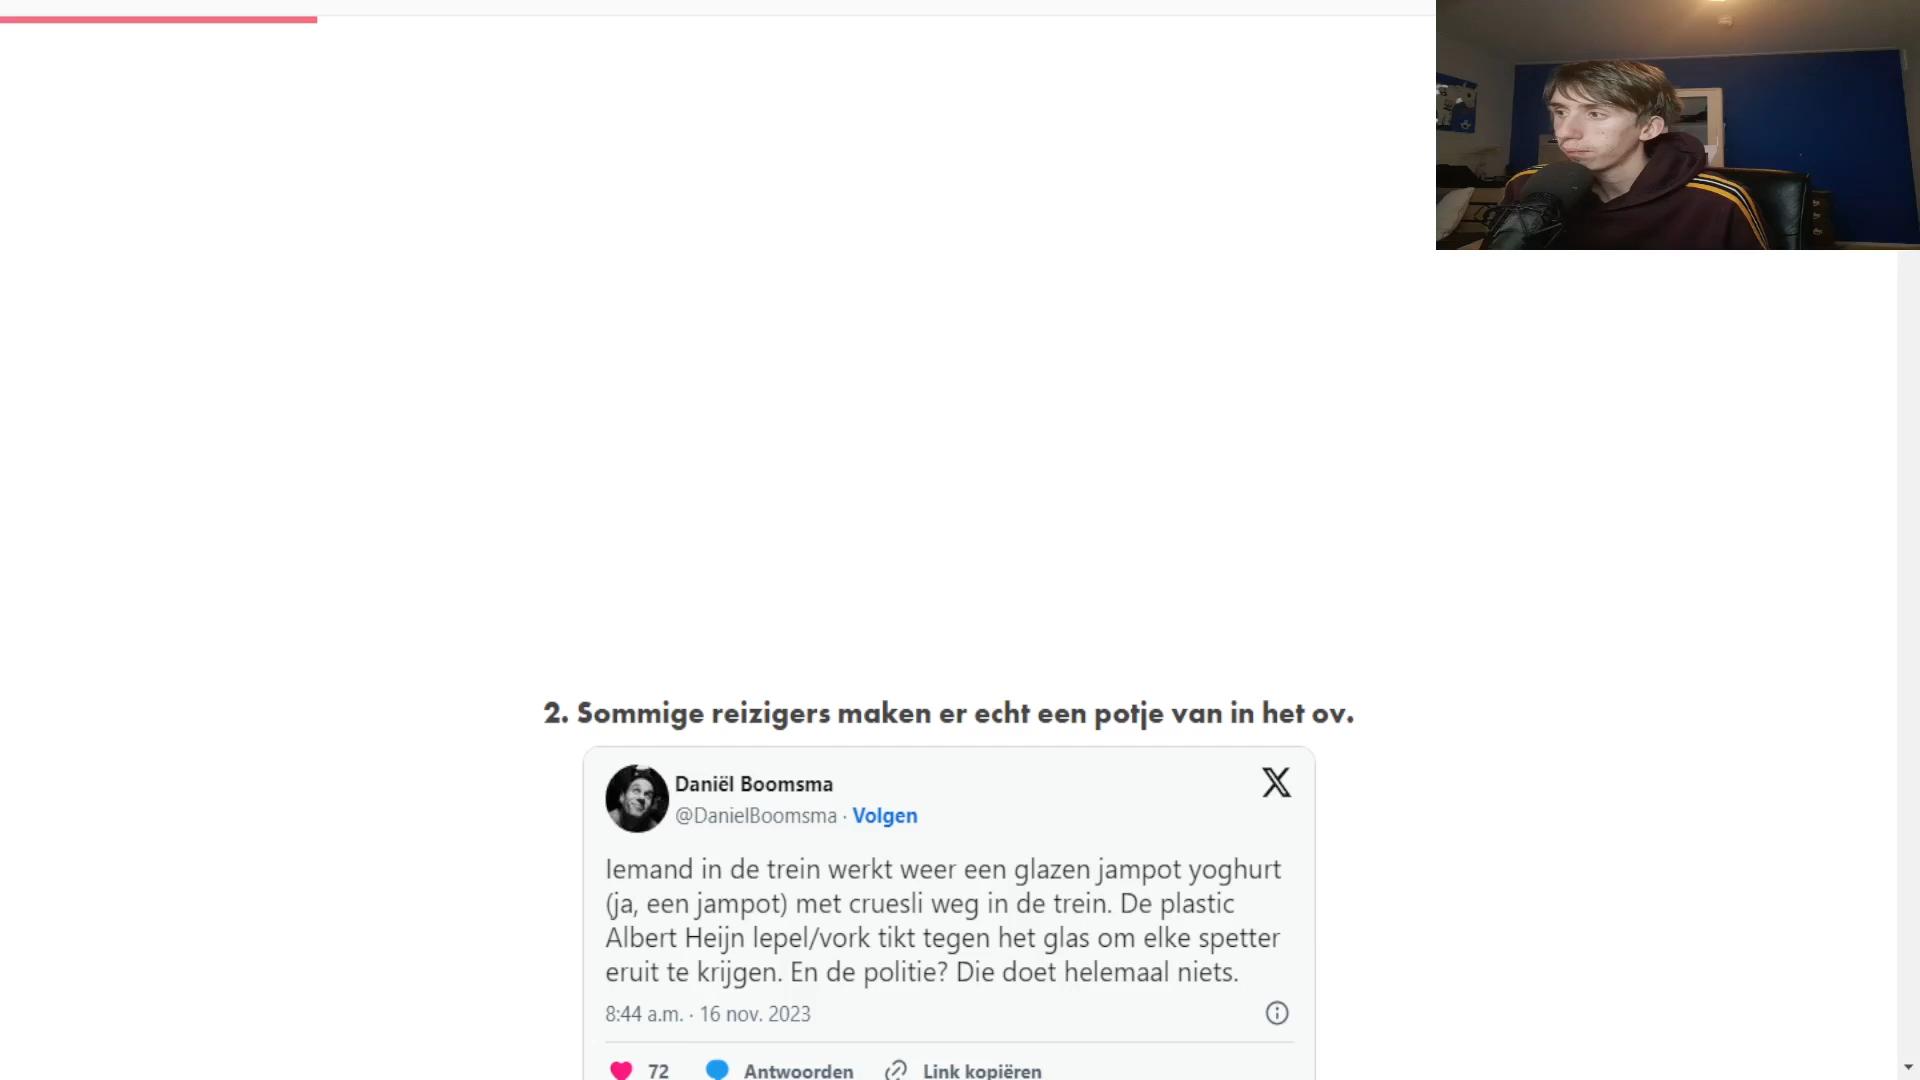 2. Sommige reizigers maken er echt een potje van in het ov.
Daniël Boomsma
@DanielBoomsma · Volgen
Iemand in de trein werkt weer een glazen jampot yoghurt
(ja, een jampot) met cruesli weg in de trein. De plastic
Albert Heijn lepel/vork tikt tegen het glas om elke spetter
eruit te krijgen. En de politie? Die doet helemaal niets.
8:44 a.m. · 16 nov. 2023
72 Antwoorden Link kopiëren